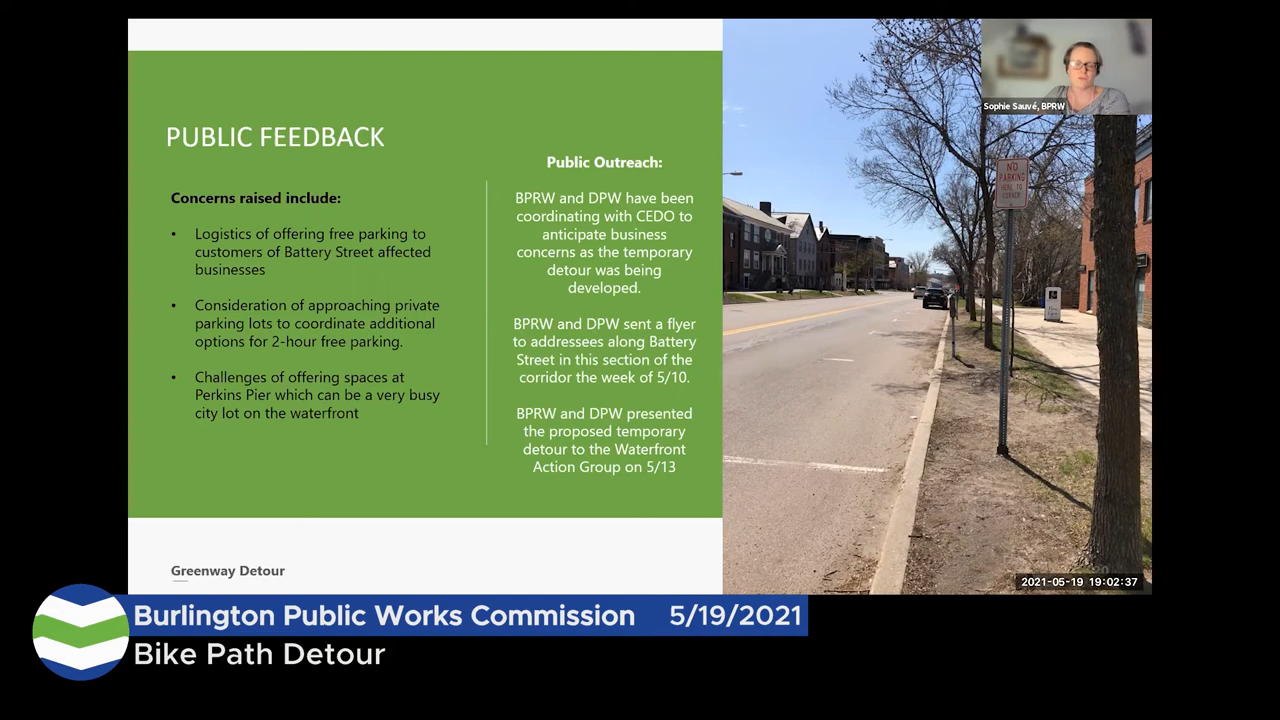 PUBLIC FEEDBACK
Concerns raised include:
• Logistics of offering free parking to
customers of Battery Street affected
businesses
• Consideration of approaching private
parking lots to coordinate additional
options for 2-hour free parking.
• Challenges of offering spaces at
Perkins Pier which can be a very busy
city lot on the waterfront
Public Outreach:
BPRW and DPW have been
coordinating with CEDO to
anticipate business
concerns as the temporary
detour was being
developed.
BPRW and DPW sent a flyer
to addressees along Battery
Street in this section of the
corridor the week of 5/10.
BPRW and DPW presented
the proposed temporary
detour to the Waterfront
Action Group on 5/13
Greenway Detour
Sophie Sauvé, BPRW
NO
PARKING
HERE TO
CORNER
2021-05-19 19:02:37
Burlington Public Works Commission 5/19/2021
Bike Path Detour